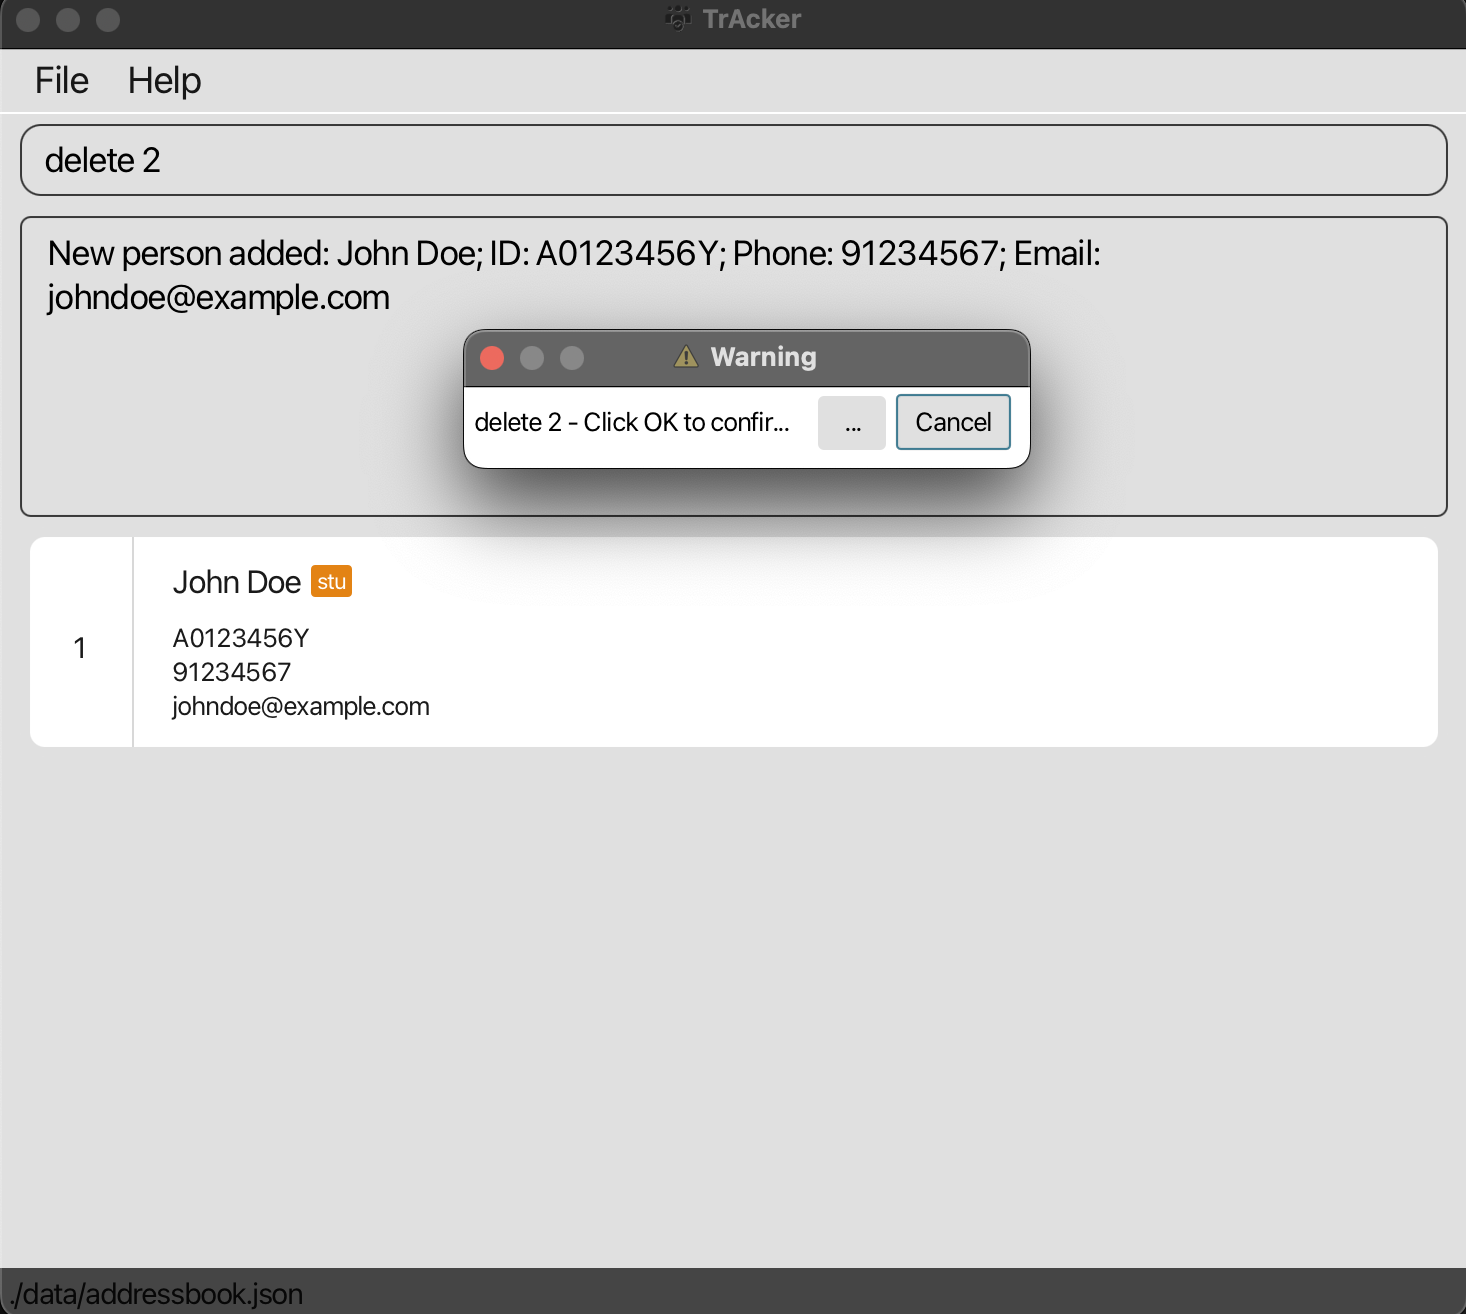 TrAcker
File Help
delete 2
New person added: John Doe; ID: A0123456Y; Phone: 91234567; Email:
johndoe@example.com
Warning
delete 2 - Click OK to confir... ... Cancel
John Doe stu
1
A0123456Y
91234567
johndoe@example.com
./data/addressbook.json